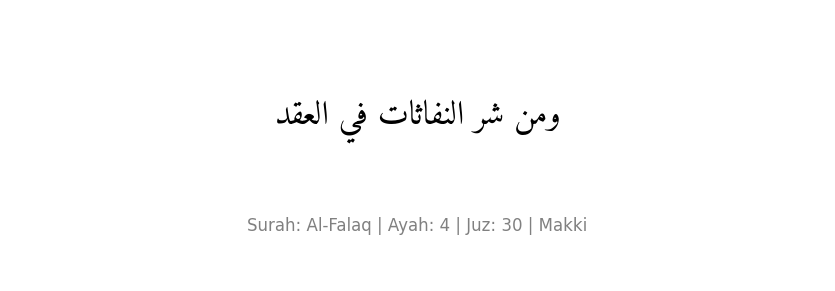 ومن شر النفاثات في العقد
Surah: Al-Falaq | Ayah: 4 | Juz: 30 | Makki